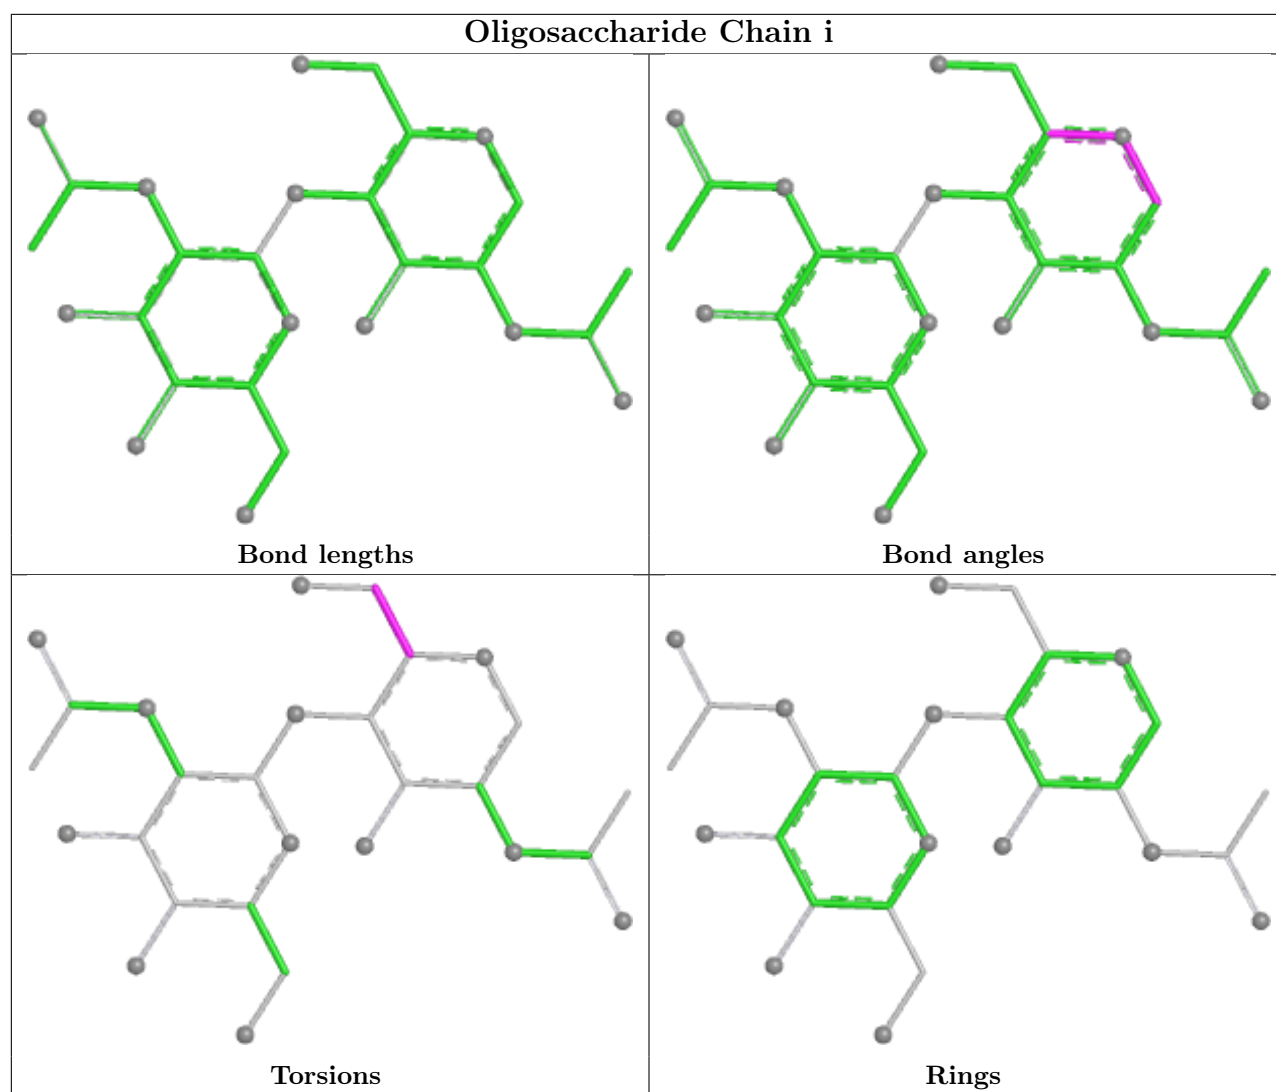 Oligosaccharide Chain i
Bond lengths
Bond angles
Torsions
Rings